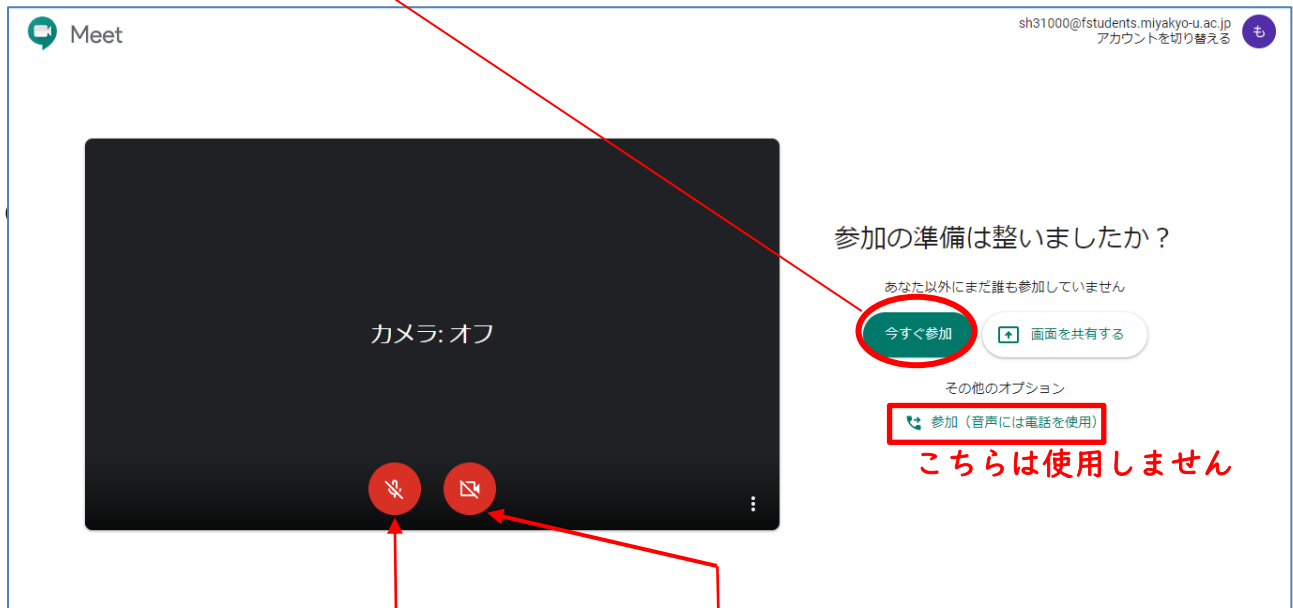 Meet
sh31000@fstudents.miyakyo-u.ac.jp
アカウントを切り替える
も
参加の準備は整いましたか？
あなた以外にまだ誰も参加していません
カメラ: オフ
今すぐ参加
画面を共有する
その他のオプション
参加（音声には電話を使用）
こちらは使用しません